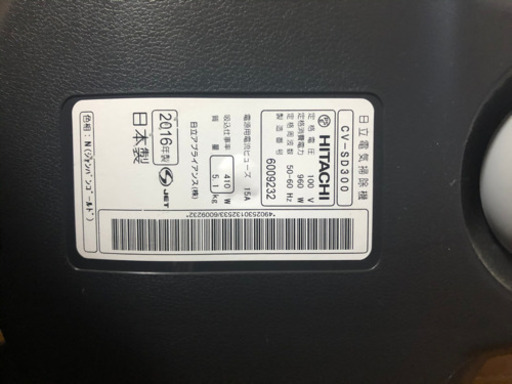 日立電気掃除機
CV-SD300
HITACHI
定格電圧 100 V
定格消費電力 960 W
定格周波数 50-60 Hz
製造番号 6009232
電源用電流ヒューズ 15A
吸込仕事率 410 W
質量 5.1 kg
日立アプライアンス(株)
2016年製
日本製
JET
*4902530132533/6009232*
色相：N(シャンパンゴールド)